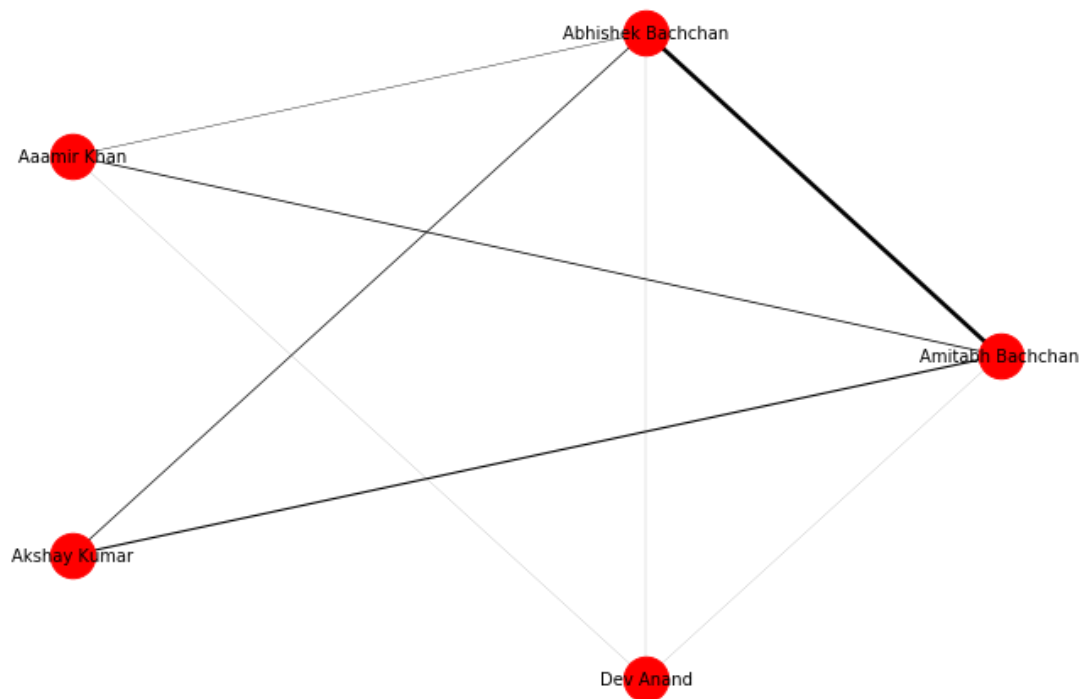 Abhishek Bachchan
Aaamir Khan
Amitabh Bachchan
Akshay Kumar
Dev Anand